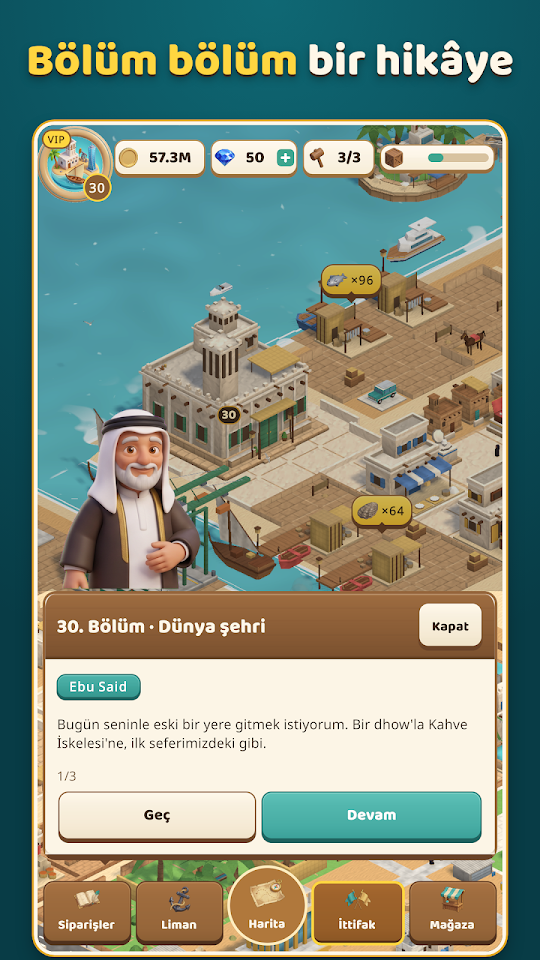 Bölüm bölüm bir hikâye
VIP
30
57.3M
50
3/3
×96
30
×64
30. Bölüm · Dünya şehri
Kapat
Ebu Said
Bugün seninle eski bir yere gitmek istiyorum. Bir dhow'la Kahve
İskelesi'ne, ilk seferimizdeki gibi.
1/3
Geç
Devam
Siparişler
Liman
Harita
İttifak
Mağaza